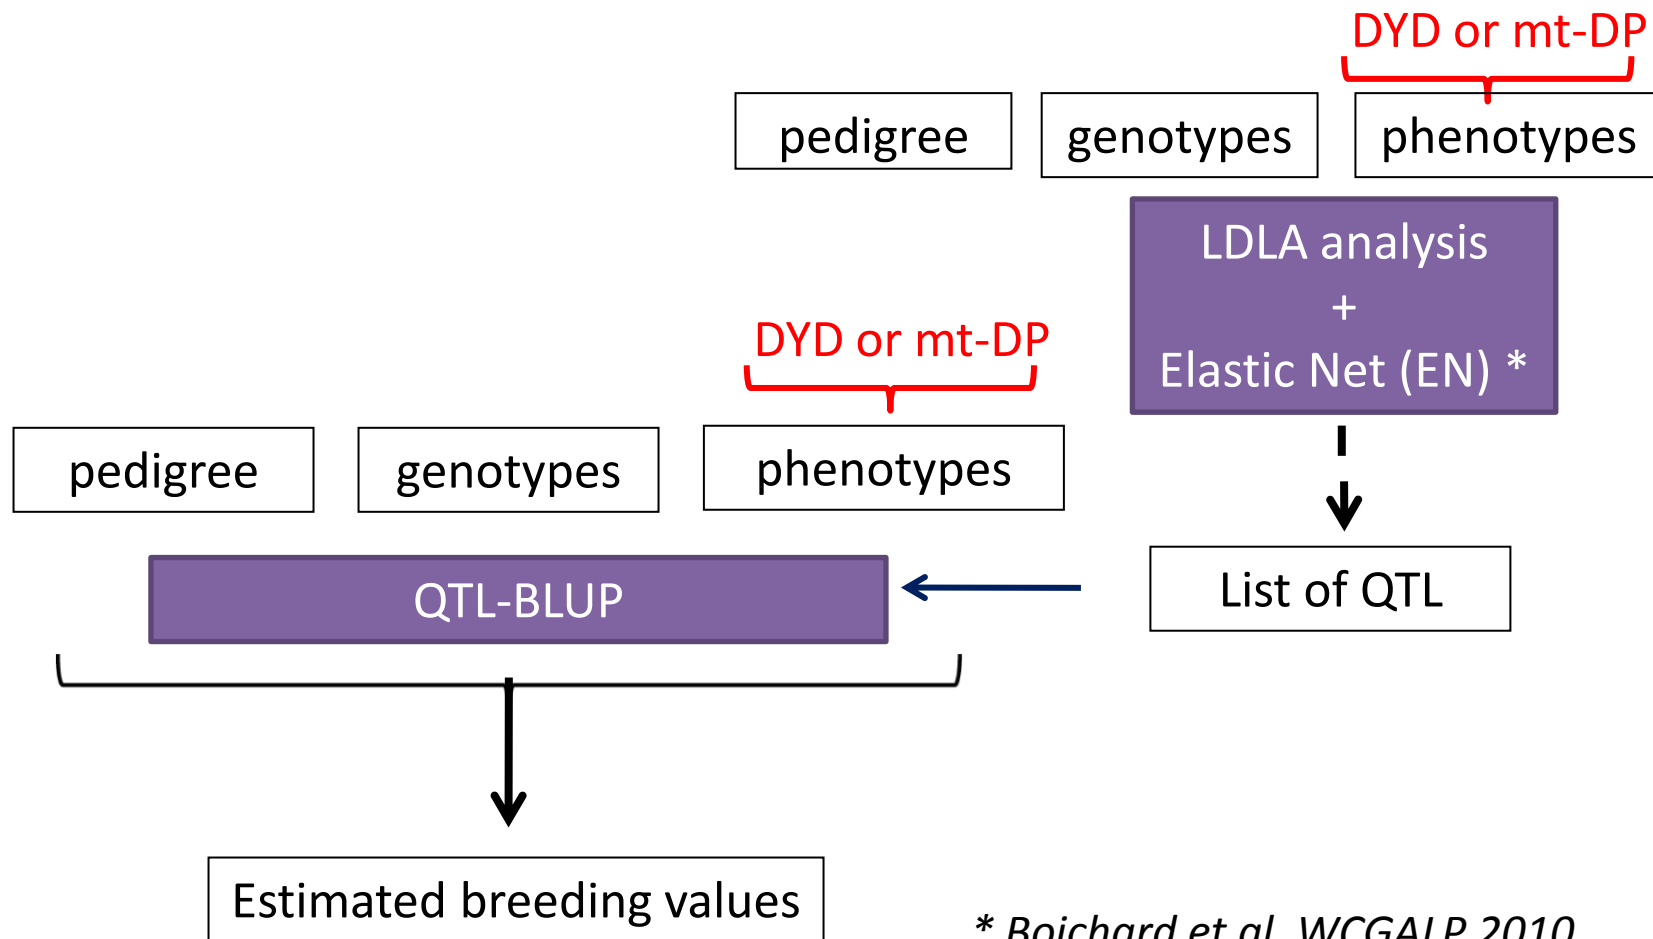 DYD or mt-DP
pedigree
genotypes
phenotypes
LDLA analysis
+
Elastic Net (EN) *
DYD or mt-DP
pedigree
genotypes
phenotypes
QTL-BLUP
List of QTL
Estimated breeding values
* Boichard et al. WCGALP 2010